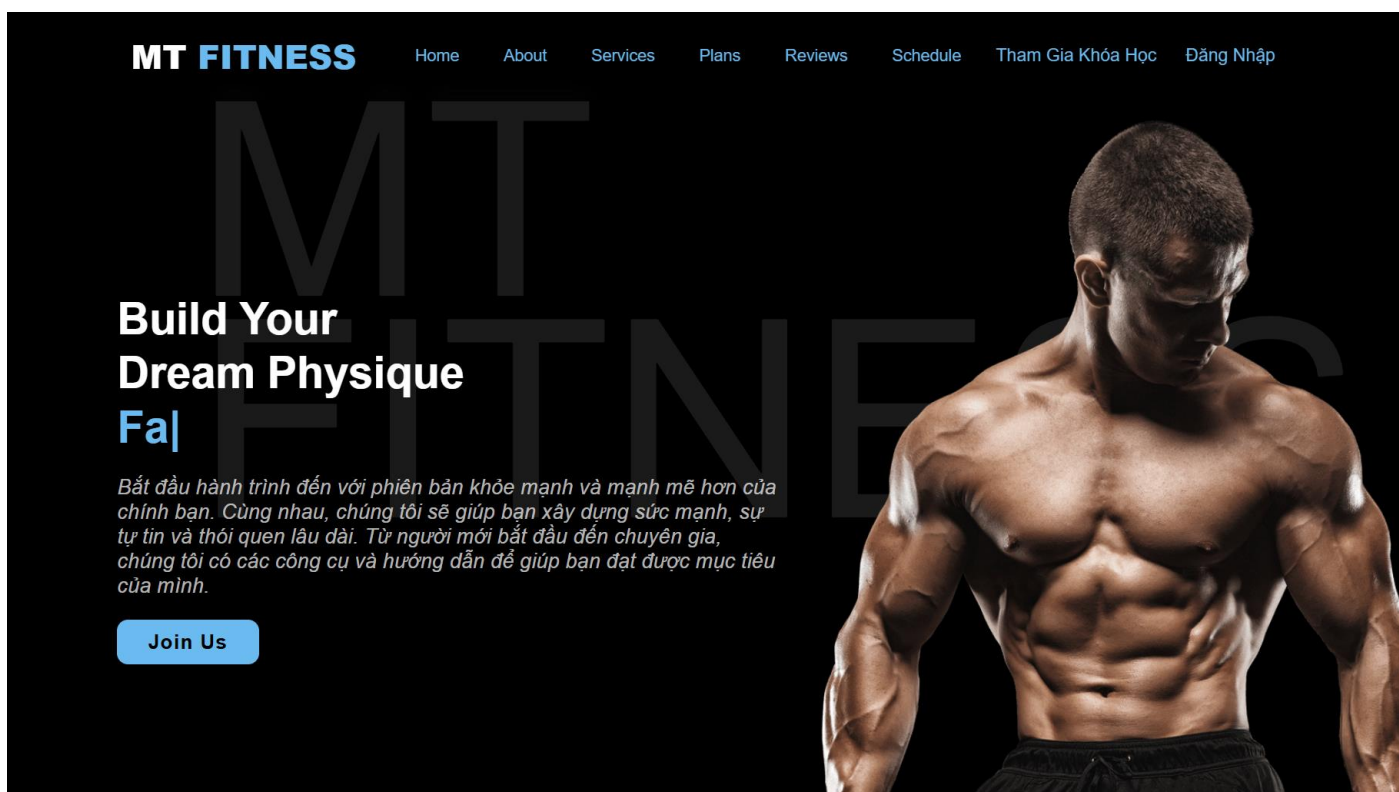 MT FITNESS
Home About Services Plans Reviews Schedule Tham Gia Khóa Học Đăng Nhập
MT
FITNESS
Build Your
Dream Physique
Fa|
Bắt đầu hành trình đến với phiên bản khỏe mạnh và mạnh mẽ hơn của
chính bạn. Cùng nhau, chúng tôi sẽ giúp bạn xây dựng sức mạnh, sự
tự tin và thói quen lâu dài. Từ người mới bắt đầu đến chuyên gia,
chúng tôi có các công cụ và hướng dẫn để giúp bạn đạt được mục tiêu
của mình.
Join Us